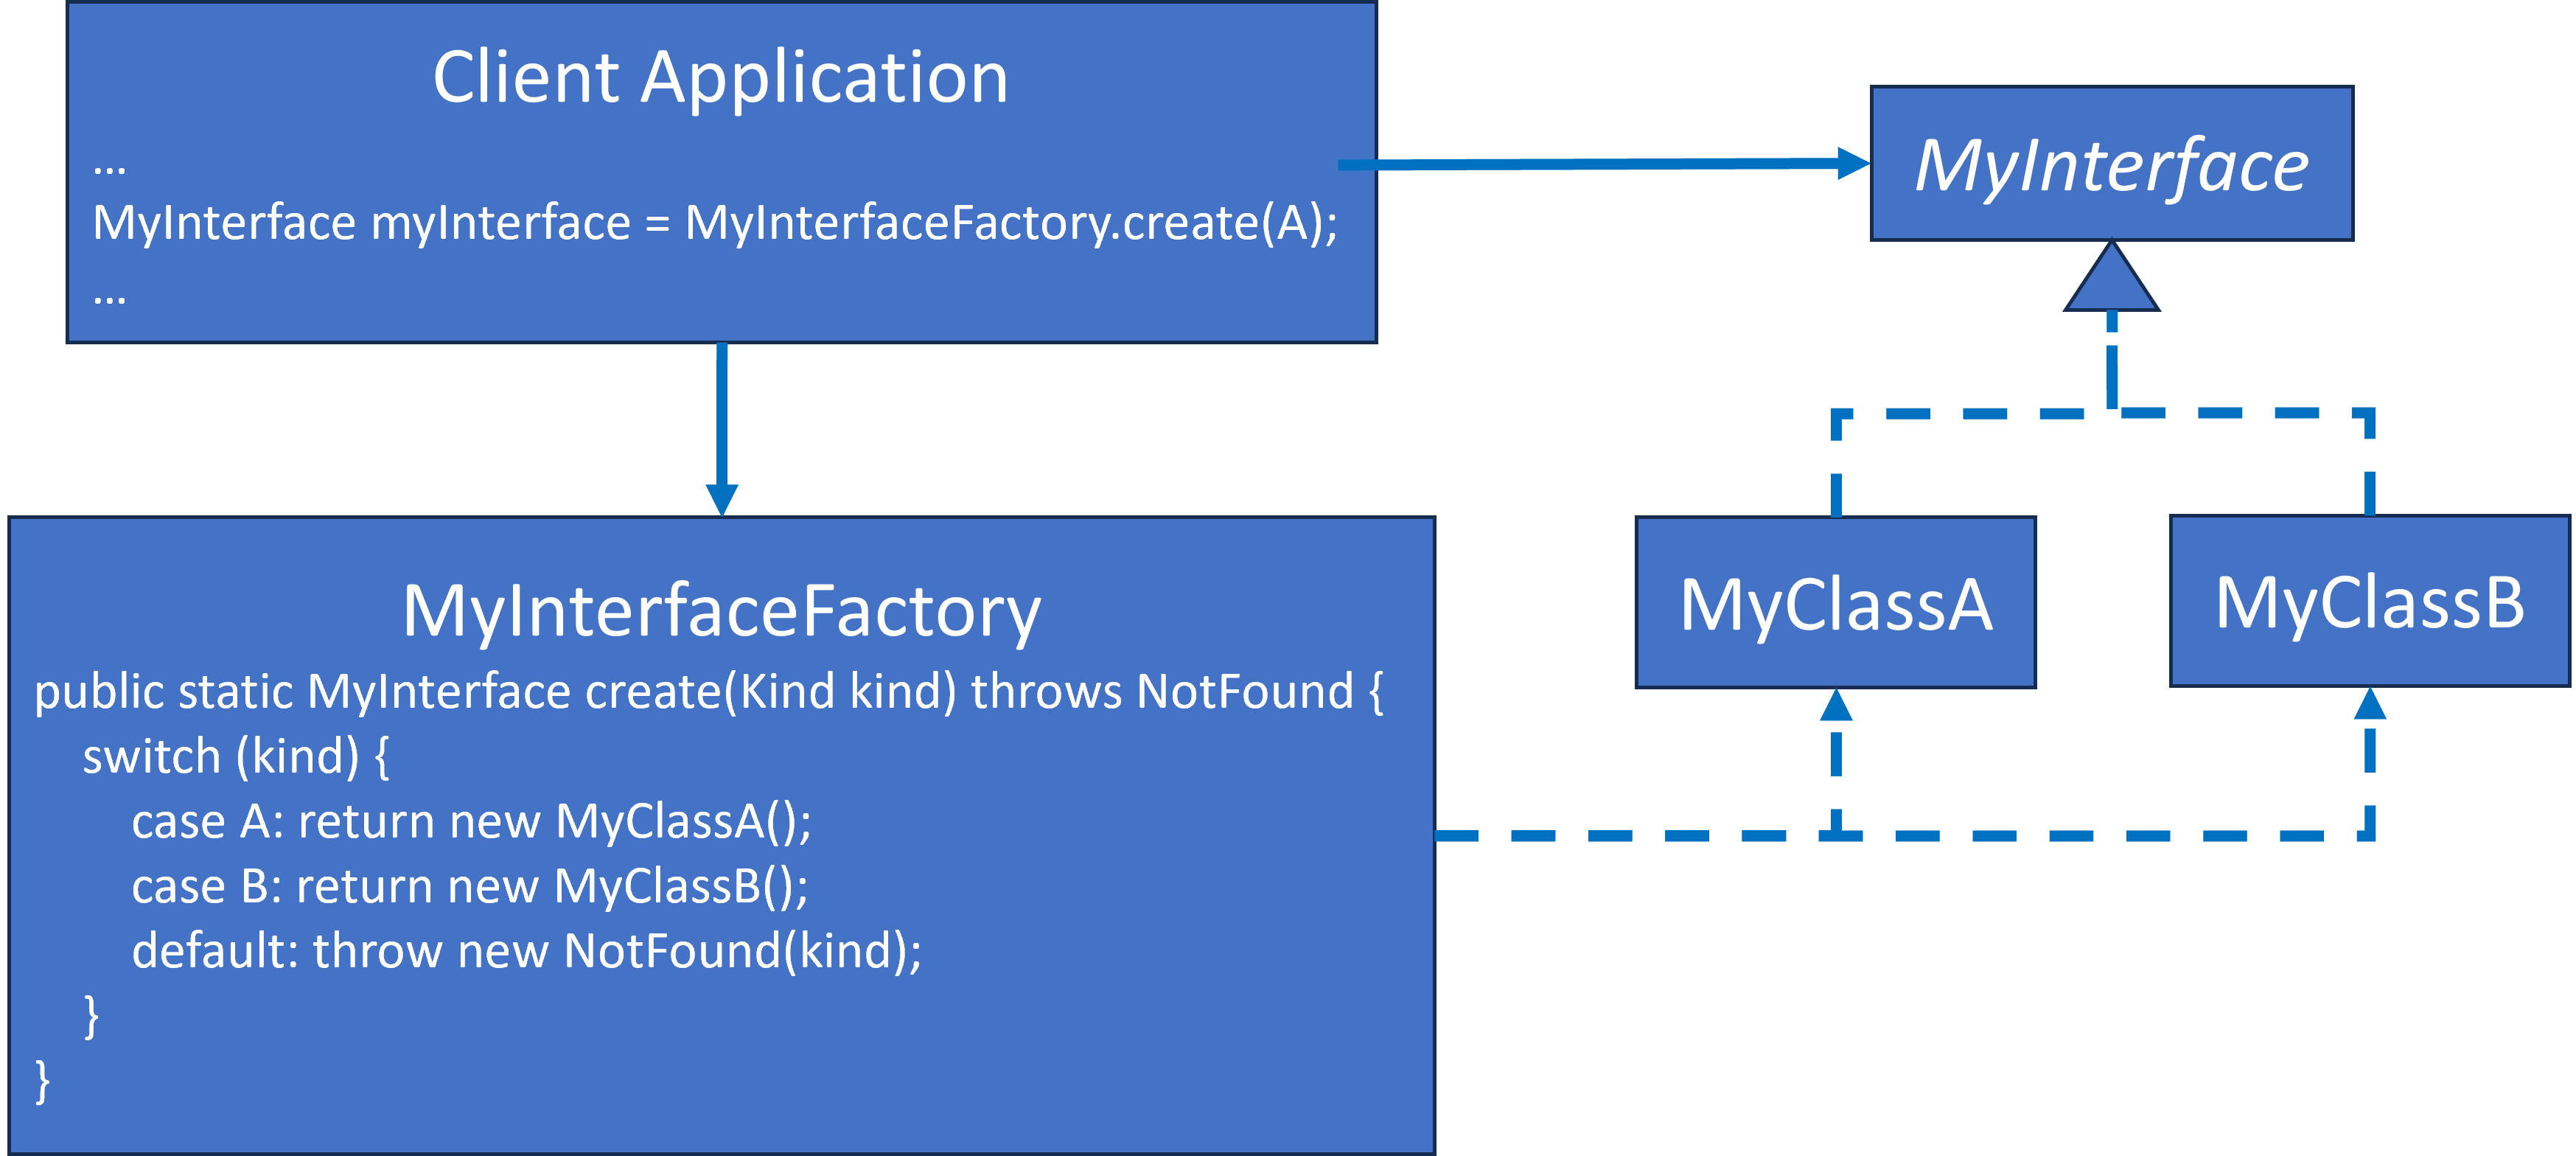 Client Application
...
MyInterface myInterface = MyInterfaceFactory.create(A);
...
MyInterface
MyInterfaceFactory
public static MyInterface create(Kind kind) throws NotFound {
switch (kind) {
case A: return new MyClassA();
case B: return new MyClassB();
default: throw new NotFound(kind);
}
}
MyClassA
MyClassB